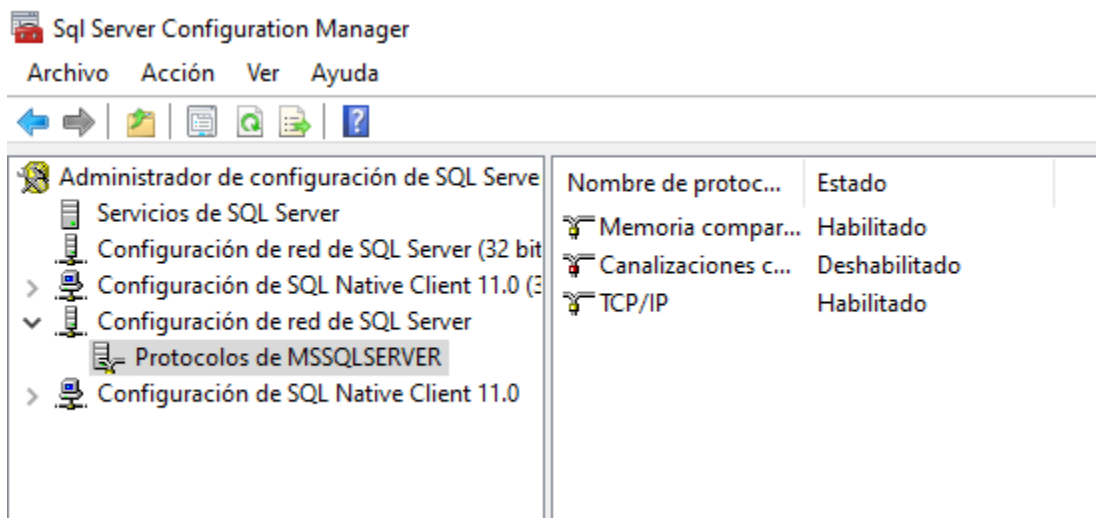 Sql Server Configuration Manager
Archivo Acción Ver Ayuda
Administrador de configuración de SQL Serve
Servicios de SQL Server
Configuración de red de SQL Server (32 bit
Configuración de SQL Native Client 11.0 (3
Configuración de red de SQL Server
Protocolos de MSSQLSERVER
Configuración de SQL Native Client 11.0
Nombre de protoc... Estado
Memoria compar... Habilitado
Canalizaciones c... Deshabilitado
TCP/IP Habilitado